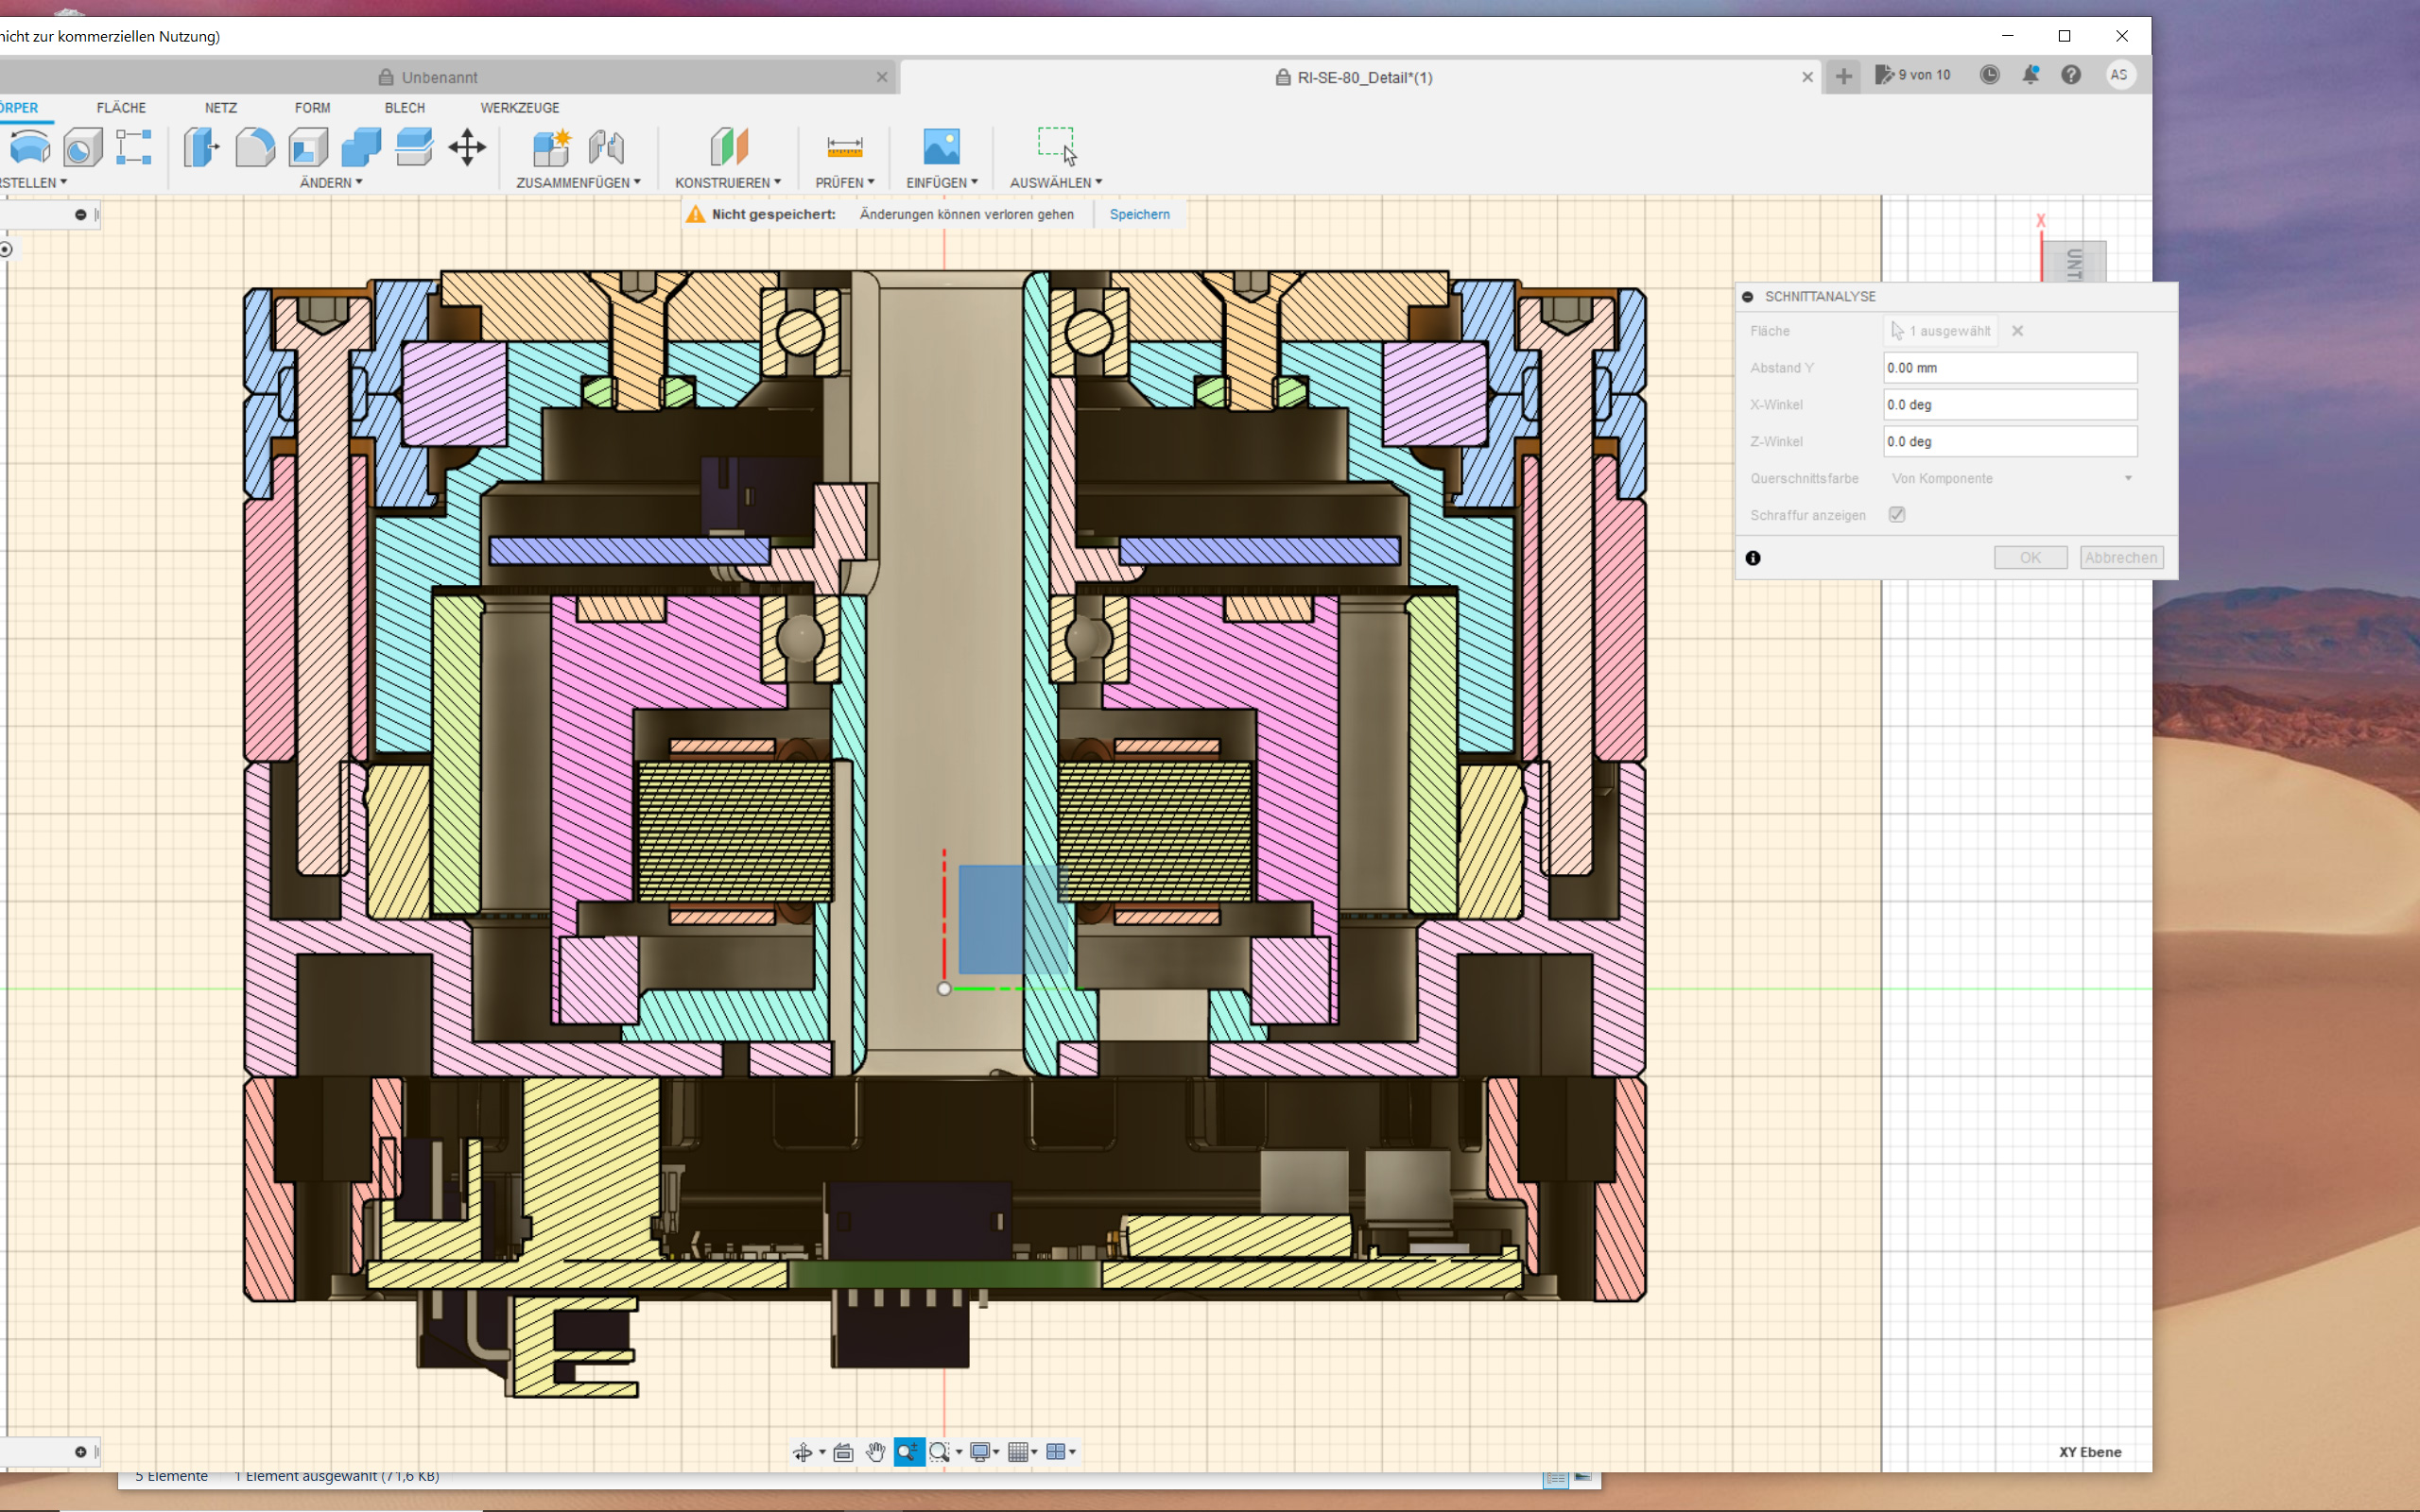 nicht zur kommerziellen Nutzung)
Unbenannt
RI-SE-80_Detail*(1)
9 von 10
AS
ÖRPER FLÄCHE NETZ FORM BLECH WERKZEUGE
RSTELLEN ÄNDERN ZUSAMMENFÜGEN KONSTRUIEREN PRÜFEN EINFÜGEN AUSWÄHLEN
Nicht gespeichert: Änderungen können verloren gehen Speichern
X
UNT
SCHNITTANALYSE
Fläche 1 ausgewählt
Abstand Y 0.00 mm
X-Winkel 0.0 deg
Z-Winkel 0.0 deg
Querschnittsfarbe Von Komponente
Schraffur anzeigen
OK Abbrechen
XY Ebene
5 Elemente 1 Element ausgewählt (71,6 KB)